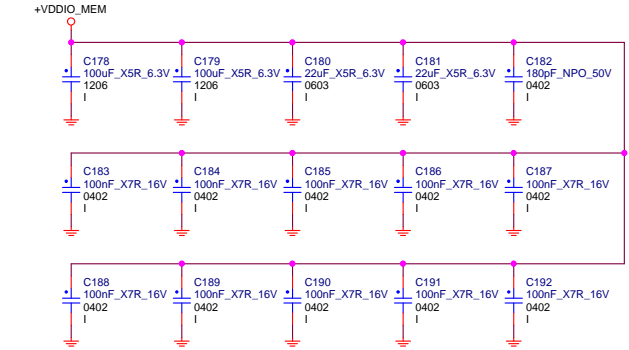 +VDDIO_MEM
C178
100uF_X5R_6.3V
1206
I
C179
100uF_X5R_6.3V
1206
I
C180
22uF_X5R_6.3V
0603
I
C181
22uF_X5R_6.3V
0603
I
C182
180pF_NPO_50V
0402
I
C183
100nF_X7R_16V
0402
I
C184
100nF_X7R_16V
0402
I
C185
100nF_X7R_16V
0402
I
C186
100nF_X7R_16V
0402
I
C187
100nF_X7R_16V
0402
I
C188
100nF_X7R_16V
0402
I
C189
100nF_X7R_16V
0402
I
C190
100nF_X7R_16V
0402
I
C191
100nF_X7R_16V
0402
I
C192
100nF_X7R_16V
0402
I